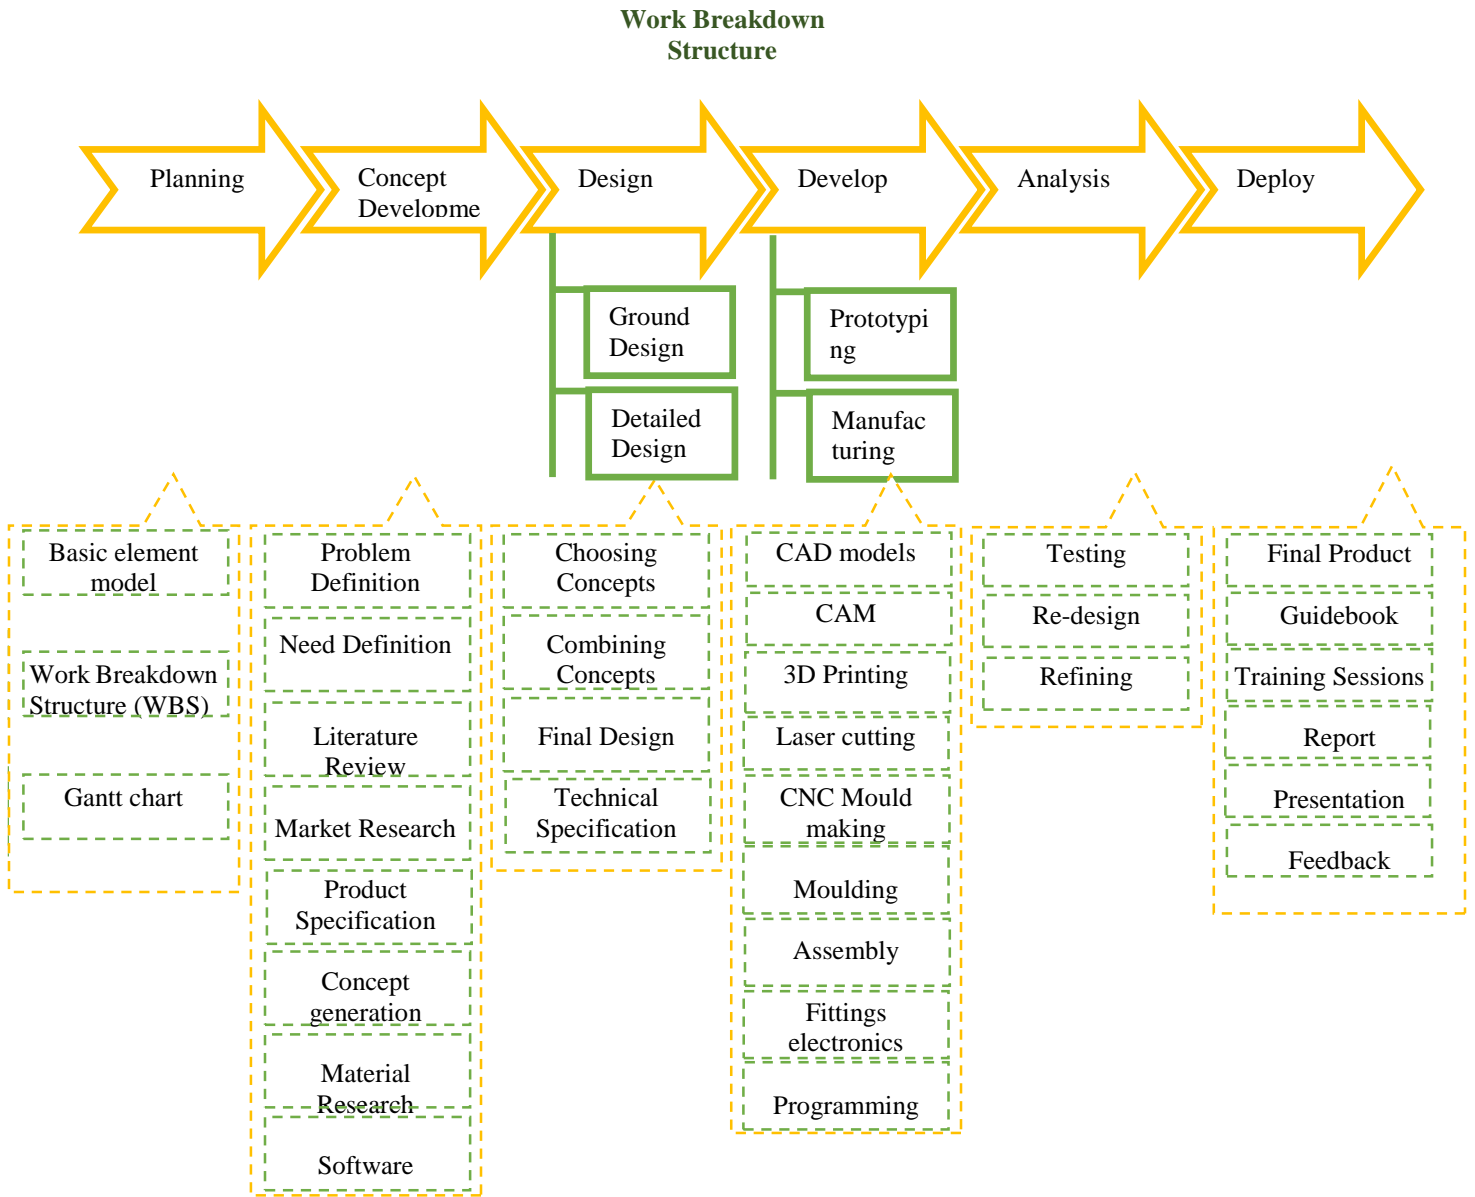 Work Breakdown
Structure
Planning
Concept
Developme
Design
Develop
Analysis
Deploy
Ground
Design
Detailed
Design
Prototypi
ng
Manufac
turing
Basic element
model
Work Breakdown
Structure (WBS)
Gantt chart
Problem
Definition
Need Definition
Literature
Review
Market Research
Product
Specification
Concept
generation
Material
Research
Software
Choosing
Concepts
Combining
Concepts
Final Design
Technical
Specification
CAD models
CAM
3D Printing
Laser cutting
CNC Mould
making
Moulding
Assembly
Fittings
electronics
Programming
Testing
Re-design
Refining
Final Product
Guidebook
Training Sessions
Report
Presentation
Feedback